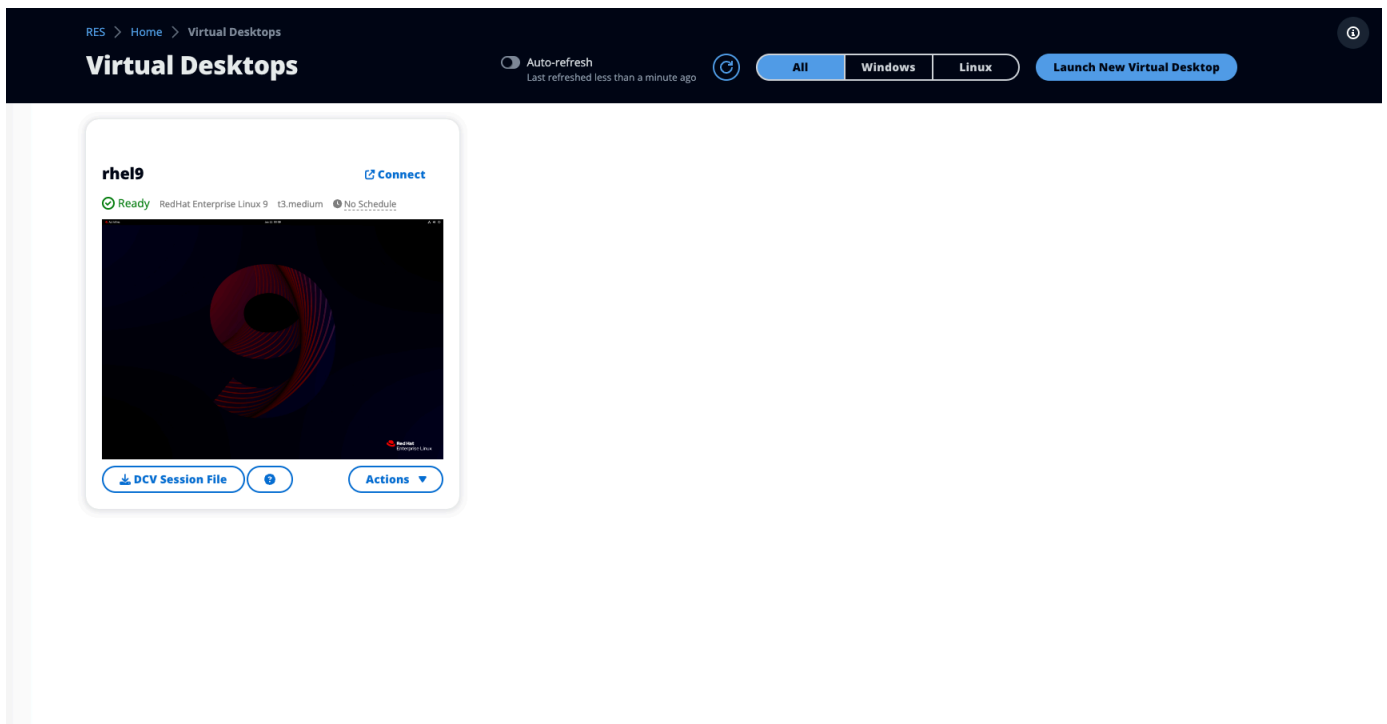 RES > Home > Virtual Desktops
Virtual Desktops
Auto-refresh
Last refreshed less than a minute ago
All
Windows
Linux
Launch New Virtual Desktop
rhel9
Connect
Ready RedHat Enterprise Linux 9 t3.medium No Schedule
9
Red Hat
Enterprise Linux
DCV Session File
Actions